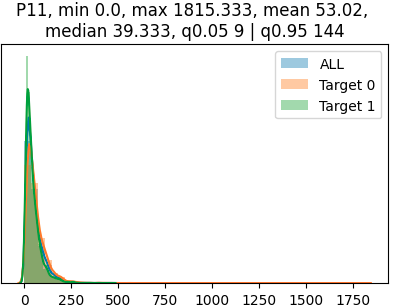 P11, min 0.0, max 1815.333, mean 53.02,
median 39.333, q0.05 9 | q0.95 144
ALL
Target 0
Target 1
0 250 500 750 1000 1250 1500 1750